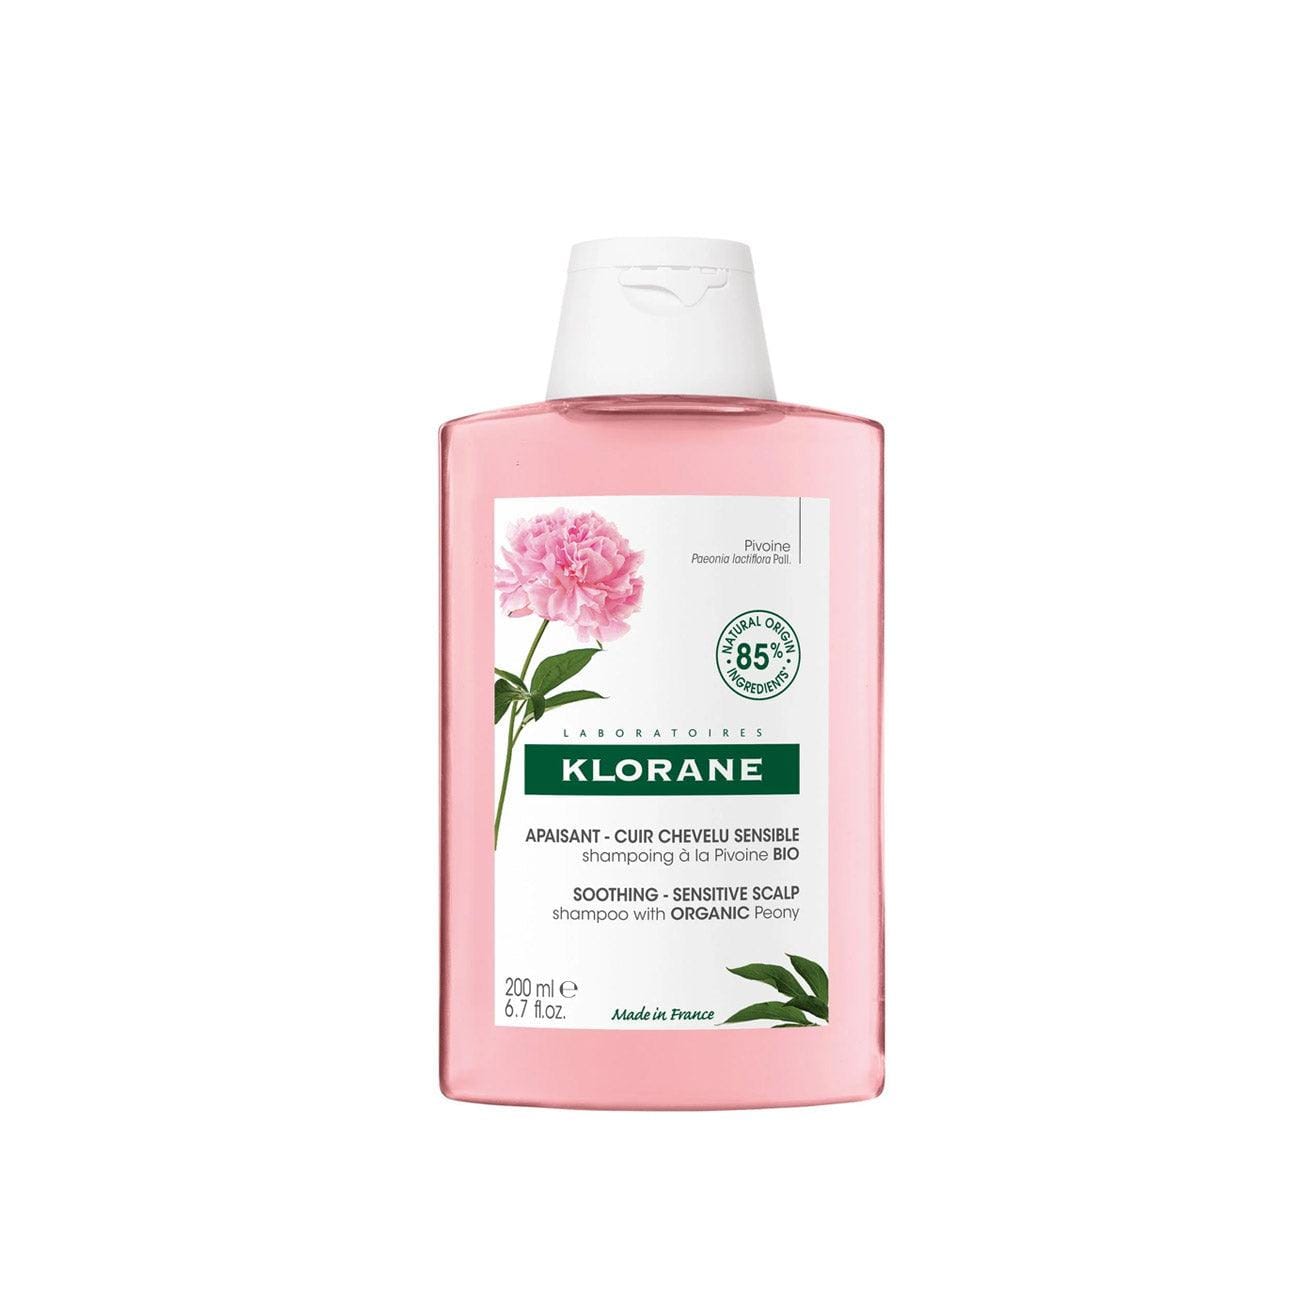 Pivoine
Paeonia lactiflora Pall.
NATURAL ORIGIN
85%
INGREDIENTS*
LABORATOIRES
KLORANE
APAISANT - CUIR CHEVELU SENSIBLE
shampoing à la Pivoine BIO
SOOTHING - SENSITIVE SCALP
shampoo with ORGANIC Peony
200 ml ℮
6.7 fl.oz.
Made in France